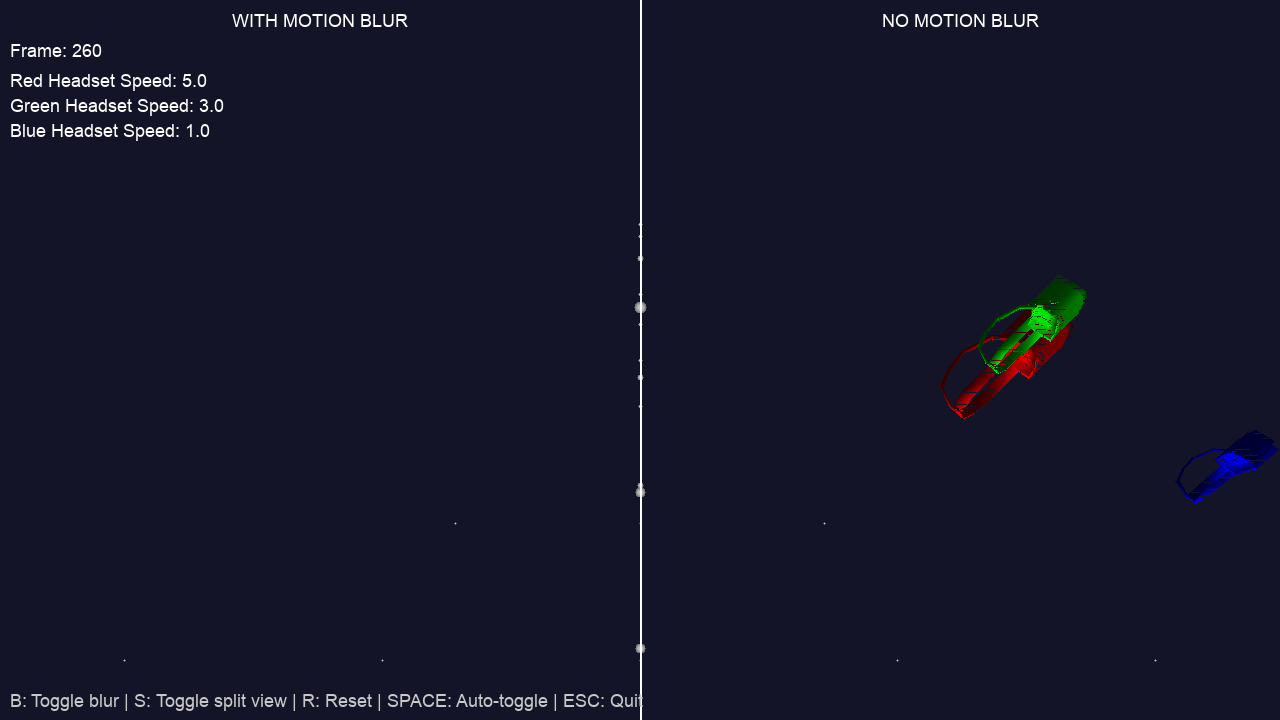 WITH MOTION BLUR
NO MOTION BLUR
Frame: 260
Red Headset Speed: 5.0
Green Headset Speed: 3.0
Blue Headset Speed: 1.0
B: Toggle blur | S: Toggle split view | R: Reset | SPACE: Auto-toggle | ESC: Quit